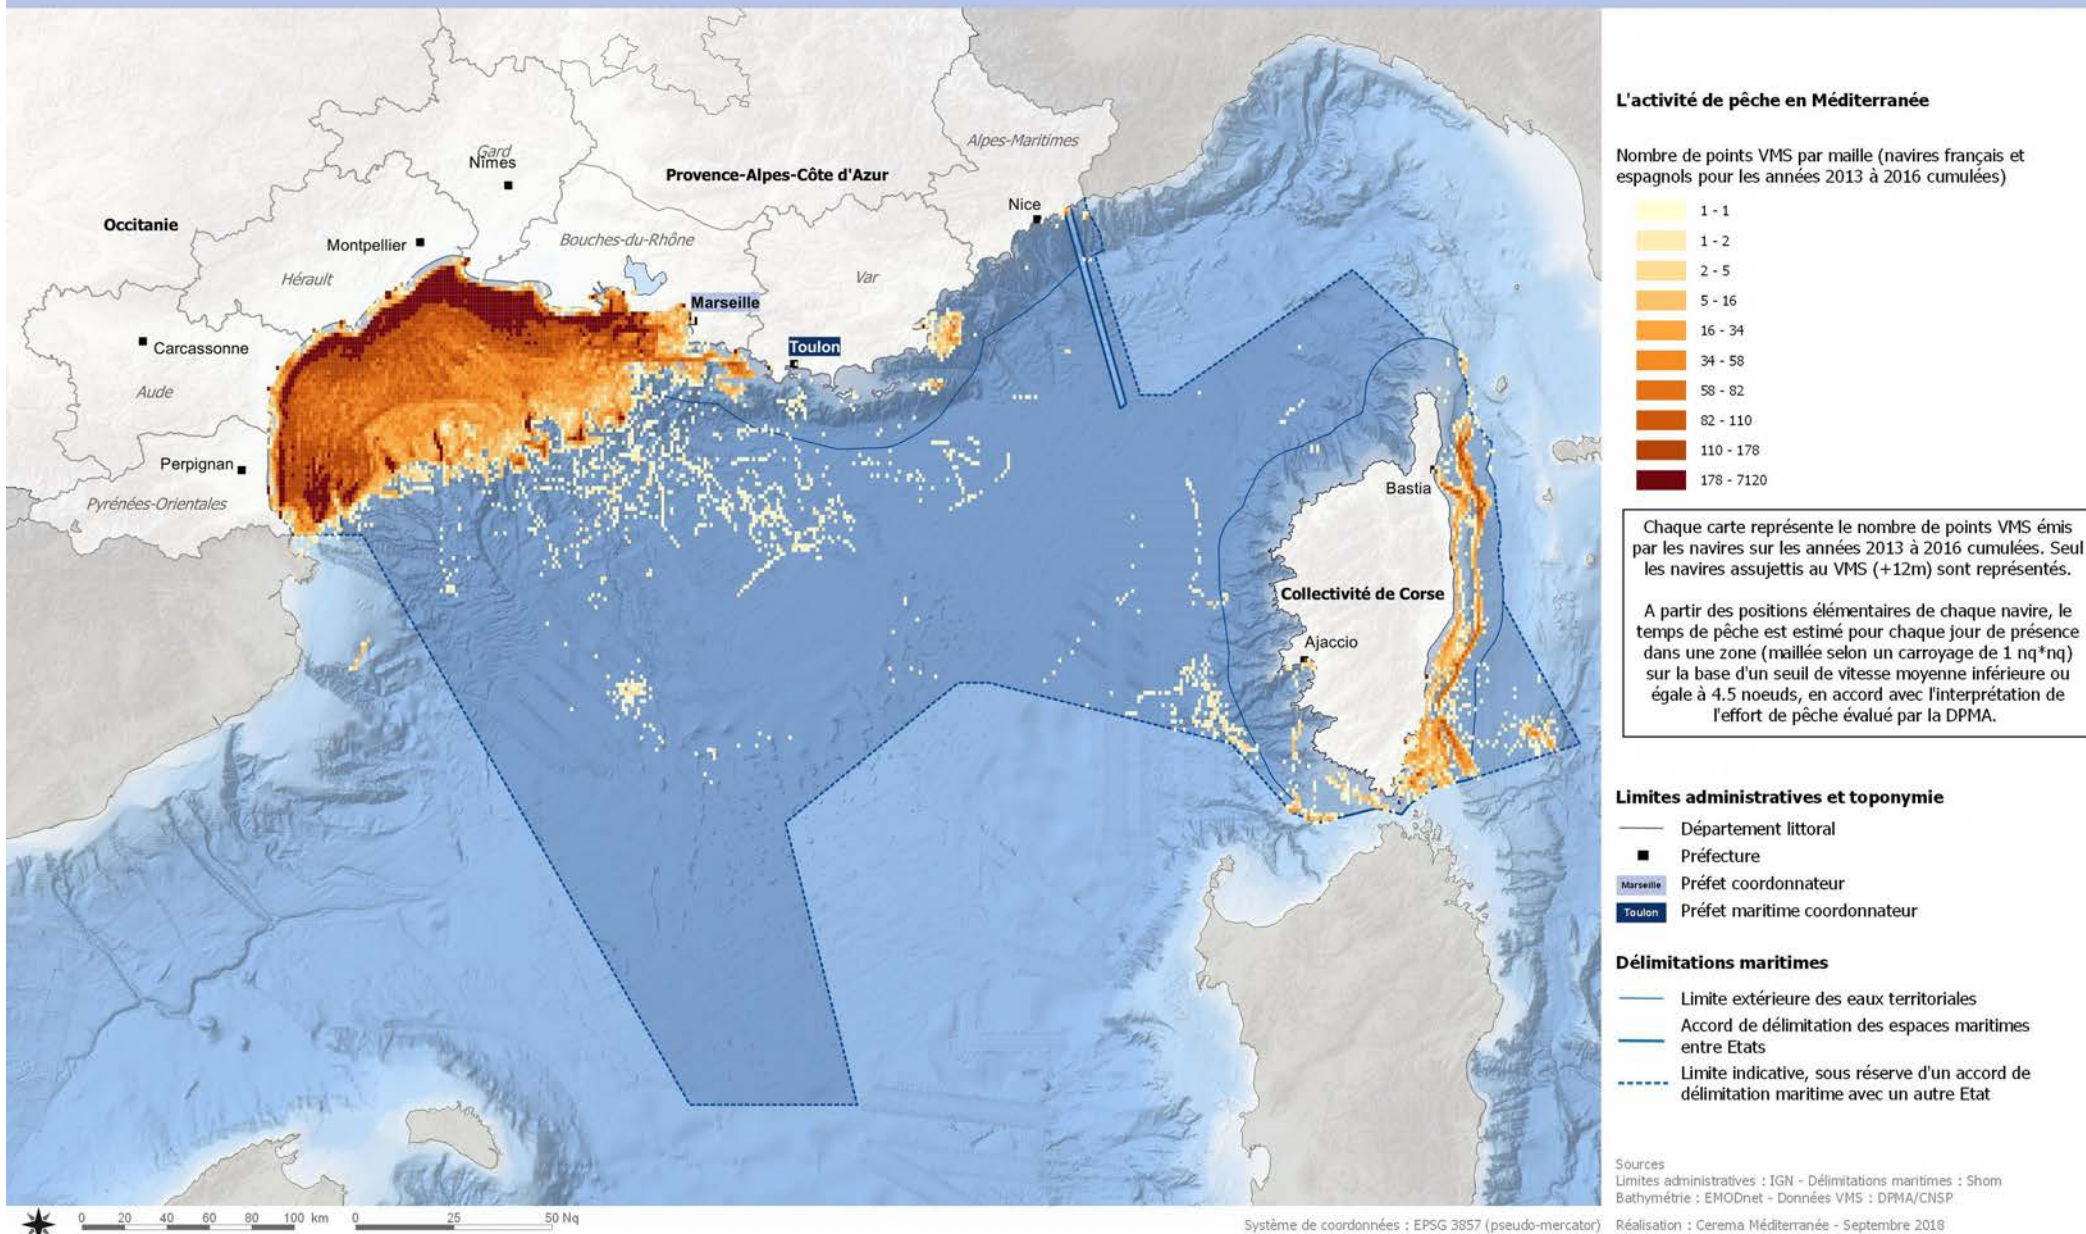 Alpes-Maritimes
Gard
Nîmes
Provence-Alpes-Côte d'Azur
Nice
Occitanie
Bouches-du-Rhône
Montpellier
Hérault
Var
Marseille
Carcassonne
Toulon
Aude
Perpignan
Bastia
Pyrénées-Orientales
Collectivité de Corse
Ajaccio
0 20 40 60 80 100 km
0 25 50 Nq
Système de coordonnées : EPSG 3857 (pseudo-mercator)
L'activité de pêche en Méditerranée
Nombre de points VMS par maille (navires français et
espagnols pour les années 2013 à 2016 cumulées)
1 - 1
1 - 2
2 - 5
5 - 16
16 - 34
34 - 58
58 - 82
82 - 110
110 - 178
178 - 7120
Chaque carte représente le nombre de points VMS émis
par les navires sur les années 2013 à 2016 cumulées. Seul
les navires assujettis au VMS (+12m) sont représentés.
A partir des positions élémentaires de chaque navire, le
temps de pêche est estimé pour chaque jour de présence
dans une zone (maillée selon un carroyage de 1 nq*nq)
sur la base d'un seuil de vitesse moyenne inférieure ou
égale à 4.5 noeuds, en accord avec l'interprétation de
l'effort de pêche évalué par la DPMA.
Limites administratives et toponymie
Département littoral
Préfecture
Marseille Préfet coordonnateur
Toulon Préfet maritime coordonnateur
Délimitations maritimes
Limite extérieure des eaux territoriales
Accord de délimitation des espaces maritimes
entre Etats
Limite indicative, sous réserve d'un accord de
délimitation maritime avec un autre Etat
Sources
Limites administratives : IGN - Délimitations maritimes : Shom
Bathymétrie : EMODnet - Données VMS : DPMA/CNSP
Réalisation : Cerema Méditerranée - Septembre 2018